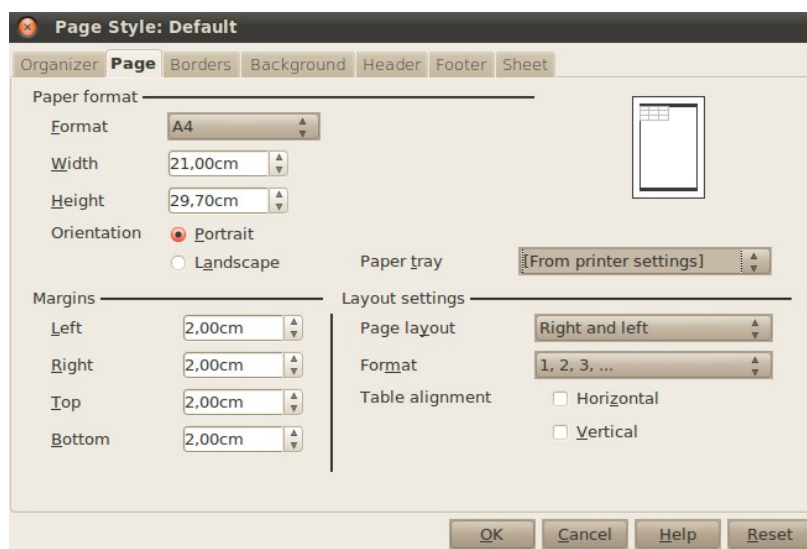 Page Style: Default
Organizer Page Borders Background Header Footer Sheet
Paper format
Format A4
Width 21,00cm
Height 29,70cm
Orientation Portrait
Landscape
Paper tray [From printer settings]
Margins
Left 2,00cm
Right 2,00cm
Top 2,00cm
Bottom 2,00cm
Layout settings
Page layout Right and left
Format 1, 2, 3, ...
Table alignment Horizontal
Vertical
OK Cancel Help Reset